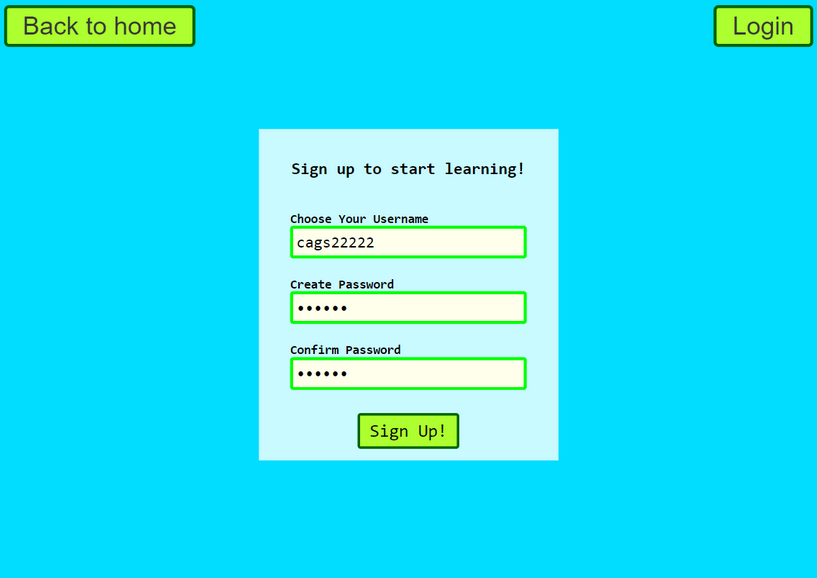 Back to home
Login
Sign up to start learning!
Choose Your Username
cags22222
Create Password
••••••
Confirm Password
••••••
Sign Up!